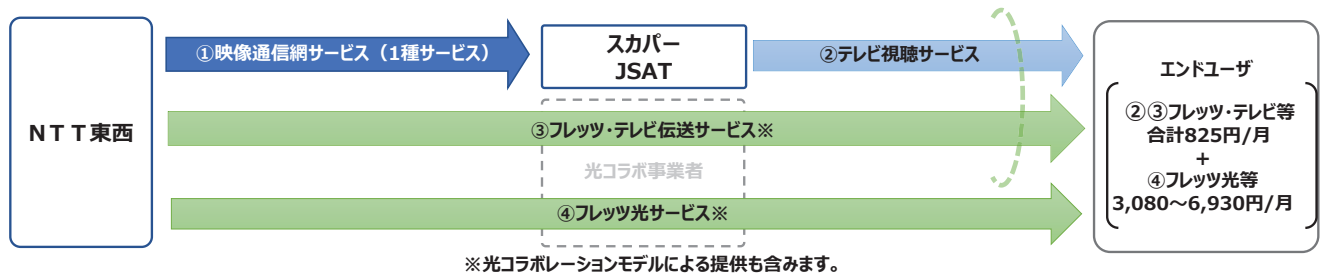 NTT東西
①映像通信網サービス（1種サービス）
スカパー
JSAT
②テレビ視聴サービス
③フレッツ・テレビ伝送サービス※
光コラボ事業者
④フレッツ光サービス※
エンドユーザ
②③フレッツ・テレビ等
合計825円/月
+
④フレッツ光等
3,080～6,930円/月
※光コラボレーションモデルによる提供も含みます。